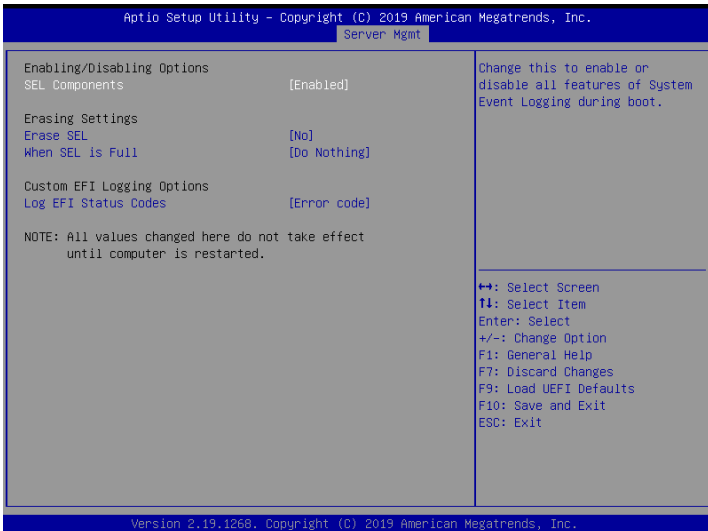 Aptio Setup Utility – Copyright (C) 2019 American Megatrends, Inc.
Server Mgmt
Enabling/Disabling Options
SEL Components [Enabled]
Erasing Settings
Erase SEL [No]
When SEL is Full [Do Nothing]
Custom EFI Logging Options
Log EFI Status Codes [Error code]
NOTE: All values changed here do not take effect
until computer is restarted.
Change this to enable or
disable all features of System
Event Logging during boot.
↔: Select Screen
↑↓: Select Item
Enter: Select
+/-: Change Option
F1: General Help
F7: Discard Changes
F9: Load UEFI Defaults
F10: Save and Exit
ESC: Exit
Version 2.19.1268. Copyright (C) 2019 American Megatrends, Inc.